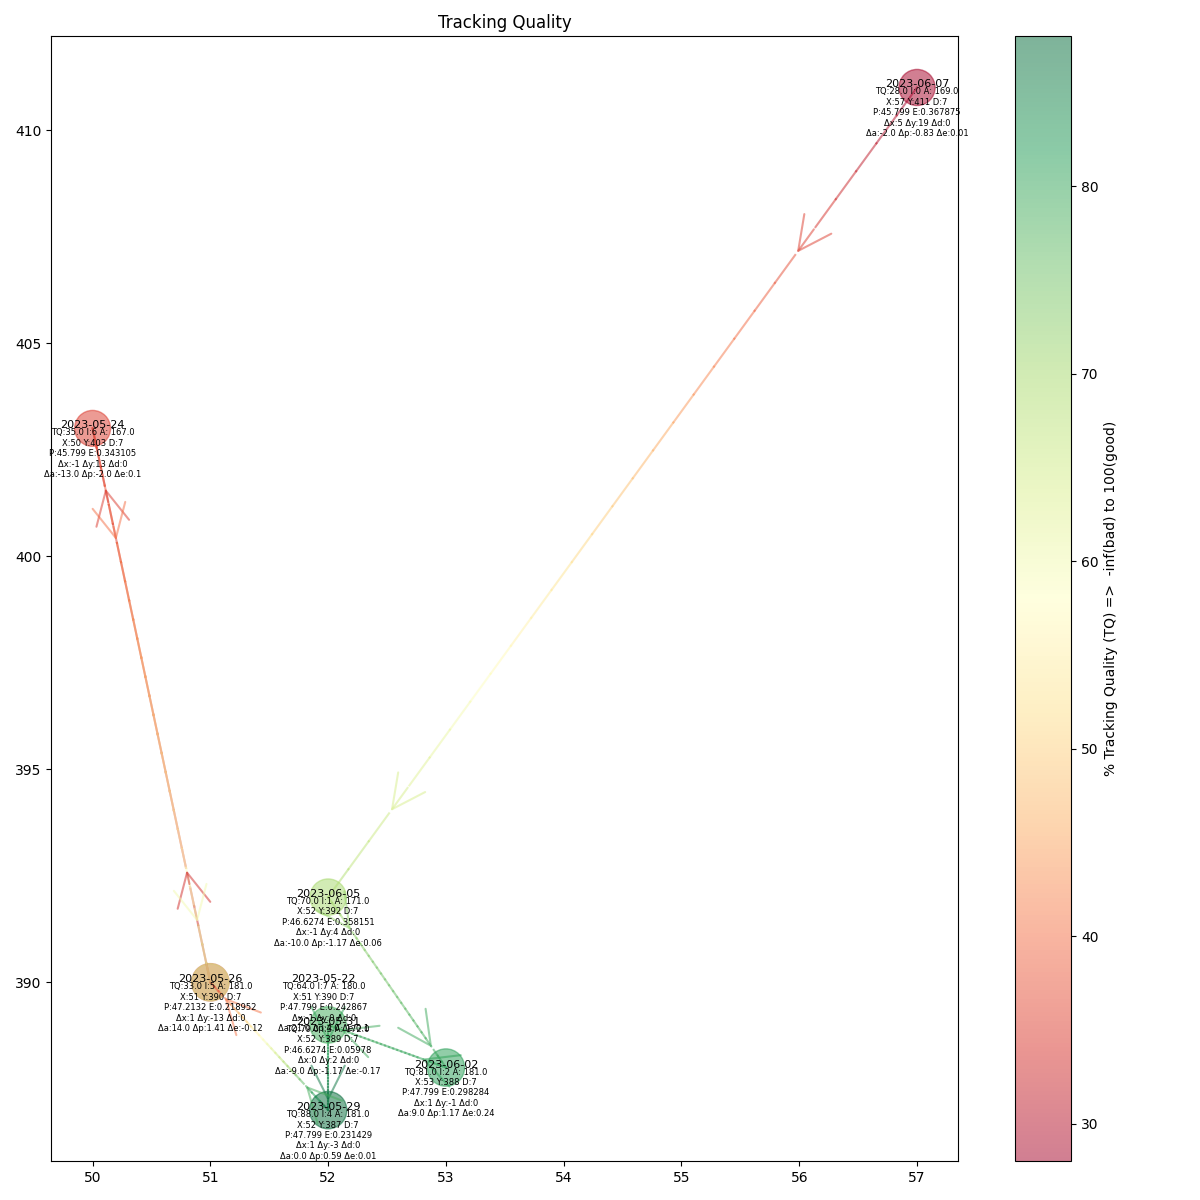 Tracking Quality
2023-06-07
TQ:28.0 I:0 A: 169.0
X:57 Y:411 D:7
P:45.799 E:0.367875
Δx:5 Δy:19 Δd:0
Δa:-2.0 Δp:-0.83 Δe:0.01
2023-05-24
TQ:35.0 I:6 A: 167.0
X:50 Y:403 D:7
P:45.799 E:0.343105
Δx:-1 Δy:13 Δd:0
Δa:-13.0 Δp:-2.0 Δe:0.1
2023-06-05
TQ:70.0 I:1 A: 171.0
X:52 Y:392 D:7
P:46.6274 E:0.358151
Δx:-1 Δy:4 Δd:0
Δa:-10.0 Δp:-1.17 Δe:0.06
2023-05-26
TQ:33.0 I:5 A: 181.0
X:51 Y:390 D:7
P:47.2132 E:0.218952
Δx:1 Δy:-13 Δd:0
Δa:14.0 Δp:1.41 Δe:-0.12
2023-05-22
TQ:64.0 I:7 A: 180.0
X:51 Y:390 D:7
P:47.799 E:0.242867
2023-05-31
X:52 Y:389 D:7
P:46.6274 E:0.05978
Δx:0 Δy:2 Δd:0
Δa:-9.0 Δp:-1.17 Δe:-0.17
2023-06-02
TQ:81.0 I:2 A: 181.0
X:53 Y:388 D:7
P:47.799 E:0.298284
Δx:1 Δy:-1 Δd:0
Δa:9.0 Δp:1.17 Δe:0.24
2023-05-29
TQ:88.0 I:4 A: 181.0
X:52 Y:387 D:7
P:47.799 E:0.231429
Δx:1 Δy:-3 Δd:0
Δa:0.0 Δp:0.59 Δe:0.01
410
405
400
395
390
50
51
52
53
54
55
56
57
80
70
60
50
40
30
% Tracking Quality (TQ) => -inf(bad) to 100(good)